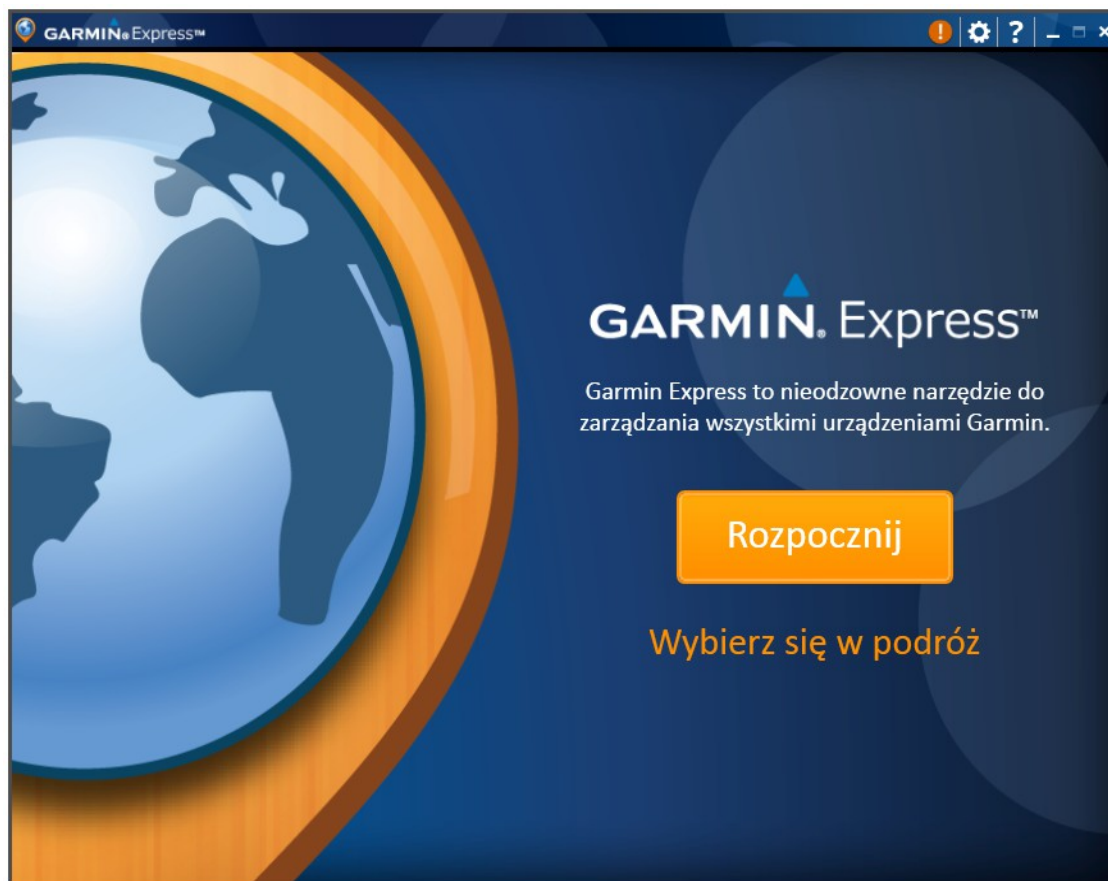 GARMIN® Express™
?
GARMIN® Express™
Garmin Express to nieodzowne narzędzie do
zarządzania wszystkimi urządzeniami Garmin.
Rozpocznij
Wybierz się w podróż